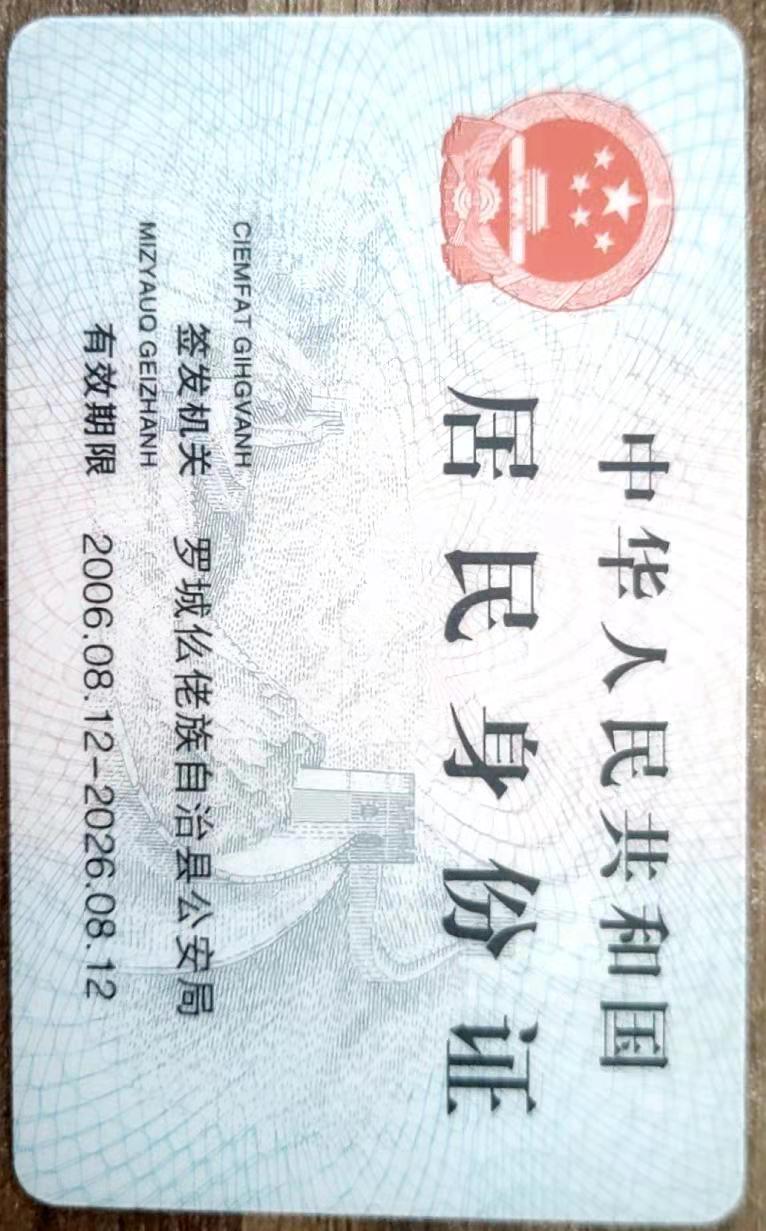 中华人民共和国
居民身份证
CIEMFAT GIHGVANH
签发机关 罗城仫佬族自治县公安局
MIZYAUQ GEIZHANH
有效期限 2006.08.12-2026.08.12